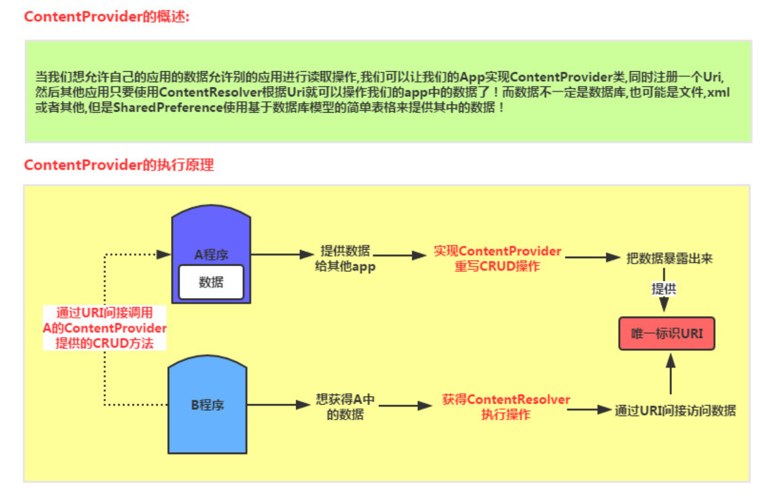 ContentProvider的概述:
当我们想允许自己的应用的数据允许别的应用进行读取操作,我们可以让我们的App实现ContentProvider类,同时注册一个Uri,
然后其他应用只要使用ContentResolver根据Uri就可以操作我们的app中的数据了！而数据不一定是数据库,也可能是文件,xml
或者其他,但是SharedPreference使用基于数据库模型的简单表格来提供其中的数据！
ContentProvider的执行原理
A程序
数据
提供数据
给其他app
实现ContentProvider
重写CRUD操作
把数据暴露出来
提供
唯一标识URI
通过URI间接调用
A的ContentProvider
提供的CRUD方法
B程序
想获得A中
的数据
获得ContentResolver
执行操作
通过URI间接访问数据